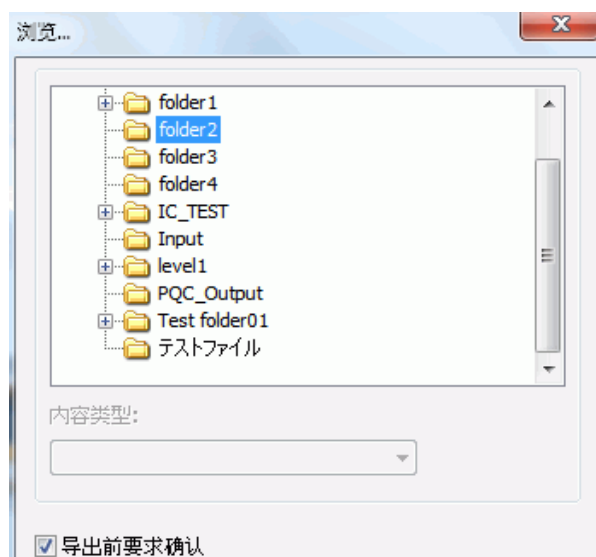 浏览...
folder1
folder2
folder3
folder4
IC_TEST
Input
level1
PQC_Output
Test folder01
テストファイル
内容类型:
导出前要求确认